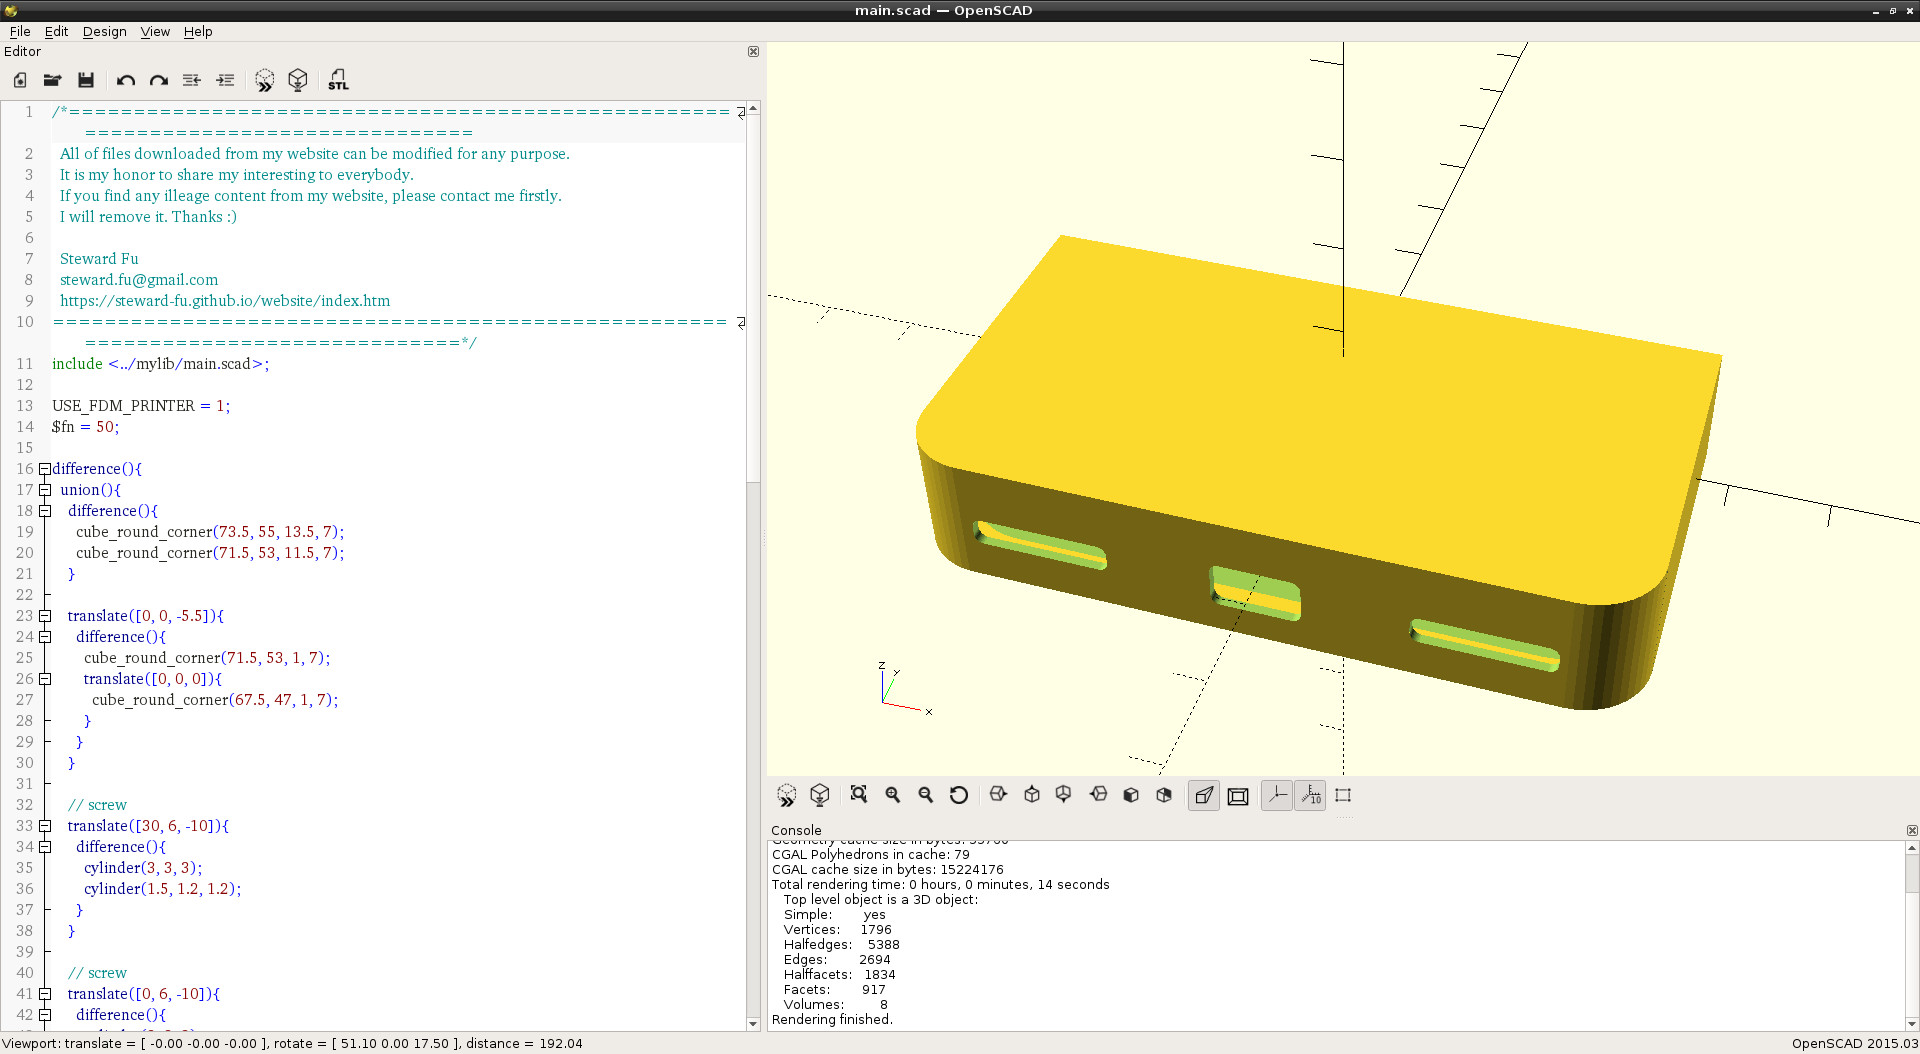 main.scad — OpenSCAD
File Edit Design View Help
Editor
STL
1 /*===================================================
==============================
2 All of files downloaded from my website can be modified for any purpose.
3 It is my honor to share my interesting to everybody.
4 If you find any illeage content from my website, please contact me firstly.
5 I will remove it. Thanks :)
6
7 Steward Fu
8 steward.fu@gmail.com
9 https://steward-fu.github.io/website/index.htm
10 ====================================================
=============================*/
11 include <../mylib/main.scad>;
12
13 USE_FDM_PRINTER = 1;
14 $fn = 50;
15
16 difference(){
17 union(){
18 difference(){
19 cube_round_corner(73.5, 55, 13.5, 7);
20 cube_round_corner(71.5, 53, 11.5, 7);
21 }
22
23 translate([0, 0, -5.5]){
24 difference(){
25 cube_round_corner(71.5, 53, 1, 7);
26 translate([0, 0, 0]){
27 cube_round_corner(67.5, 47, 1, 7);
28 }
29 }
30 }
31
32 // screw
33 translate([30, 6, -10]){
34 difference(){
35 cylinder(3, 3, 3);
36 cylinder(1.5, 1.2, 1.2);
37 }
38 }
39
40 // screw
41 translate([0, 6, -10]){
42 difference(){
z
y
x
10
Console
CGAL Polyhedrons in cache: 79
CGAL cache size in bytes: 15224176
Total rendering time: 0 hours, 0 minutes, 14 seconds
Top level object is a 3D object:
Simple: yes
Vertices: 1796
Halfedges: 5388
Edges: 2694
Halffacets: 1834
Facets: 917
Volumes: 8
Rendering finished.
Viewport: translate = [ -0.00 -0.00 -0.00 ], rotate = [ 51.10 0.00 17.50 ], distance = 192.04
OpenSCAD 2015.03